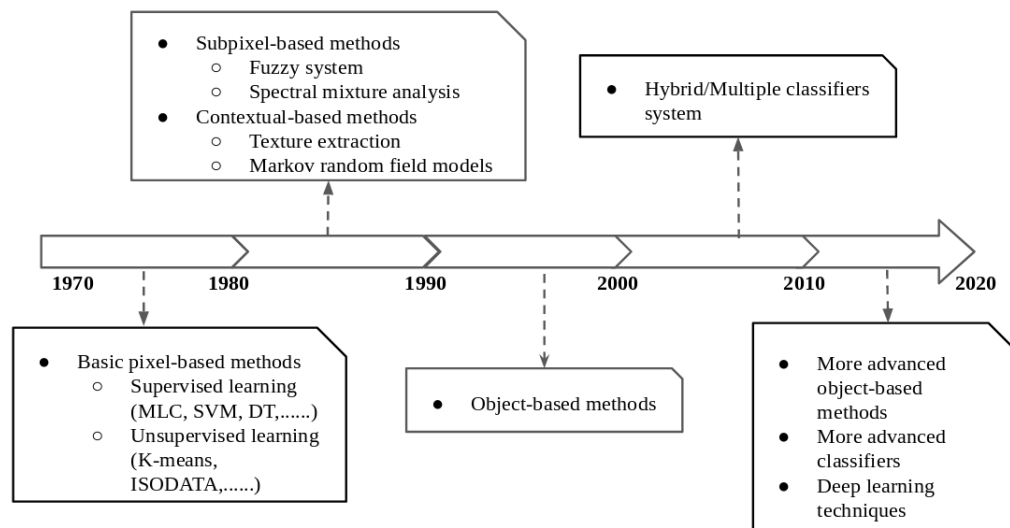 ● Subpixel-based methods
○ Fuzzy system
○ Spectral mixture analysis
● Contextual-based methods
○ Texture extraction
○ Markov random field models
● Hybrid/Multiple classifiers
system
1970 1980 1990 2000 2010 2020
● Basic pixel-based methods
○ Supervised learning
(MLC, SVM, DT,......)
○ Unsupervised learning
(K-means,
ISODATA,......)
● Object-based methods
● More advanced
object-based
methods
● More advanced
classifiers
● Deep learning
techniques